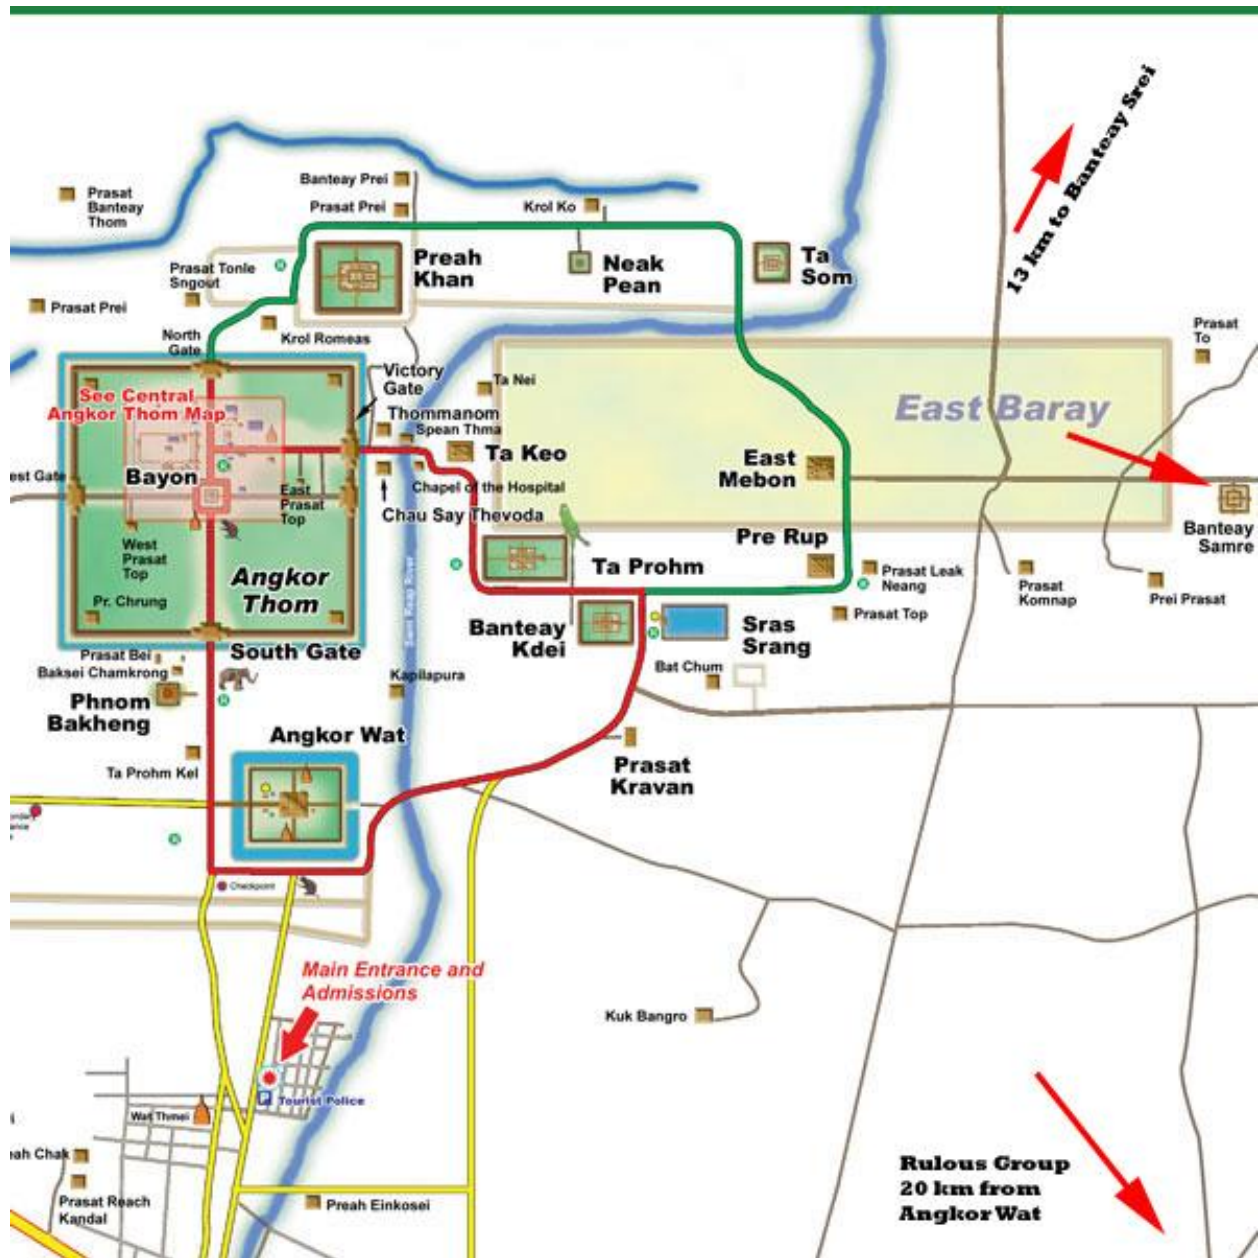 13 km to Banteay Srei
Banteay Prei
Prasat
Banteay
Thom
Prasat Prei
Krol Ko
Preah
Khan
Neak
Pean
Ta
Som
Prasat Tonle
Sngout
Prasat Prei
North
Gate
Krol Romeas
Prasat
To
Victory
Gate
See Central
Angkor Thom Map
Ta Nei
East Baray
Thommanom
Spean Thma
Ta Keo
East
Mebon
Bayon
est Gate
East
Prasat
Top
Chapel of the Hospital
Chau Say Thevoda
Banteay
Samre
West
Prasat
Top
Pre Rup
Angkor
Thom
Ta Prohm
Prasat Leak
Neang
Prasat
Komnap
Prei Prasat
Pr. Chrung
Siem Reap River
Prasat Top
Banteay
Kdei
Sras
Srang
South Gate
Prasat Bei
Baksei Chamkrong
Bat Chum
Kapilapura
Phnom
Bakheng
Angkor Wat
Prasat
Kravan
Ta Prohm Kel
Checkpoint
Main Entrance and
Admissions
Kuk Bangro
Tourist Police
Wat Thmei
eah Chak
Prasat Reach
Kandal
Preah Einkosei
Rulous Group
20 km from
Angkor Wat